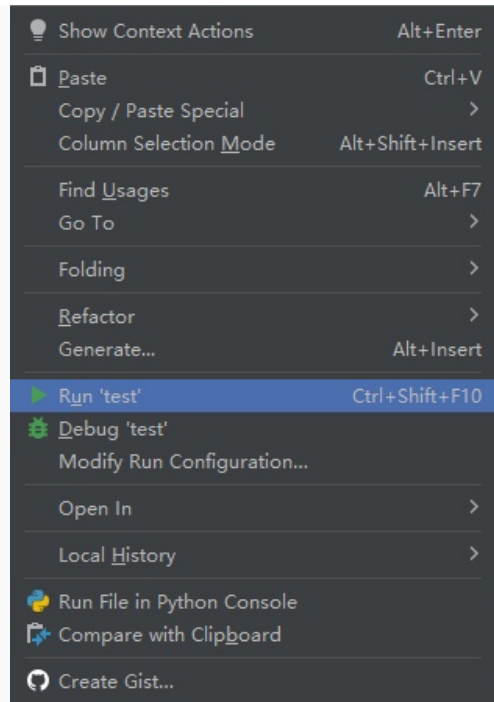 Show Context Actions Alt+Enter
Paste Ctrl+V
Copy / Paste Special
Column Selection Mode Alt+Shift+Insert
Find Usages Alt+F7
Go To
Folding
Refactor
Generate... Alt+Insert
Run 'test' Ctrl+Shift+F10
Debug 'test'
Modify Run Configuration...
Open In
Local History
Run File in Python Console
Compare with Clipboard
Create Gist...